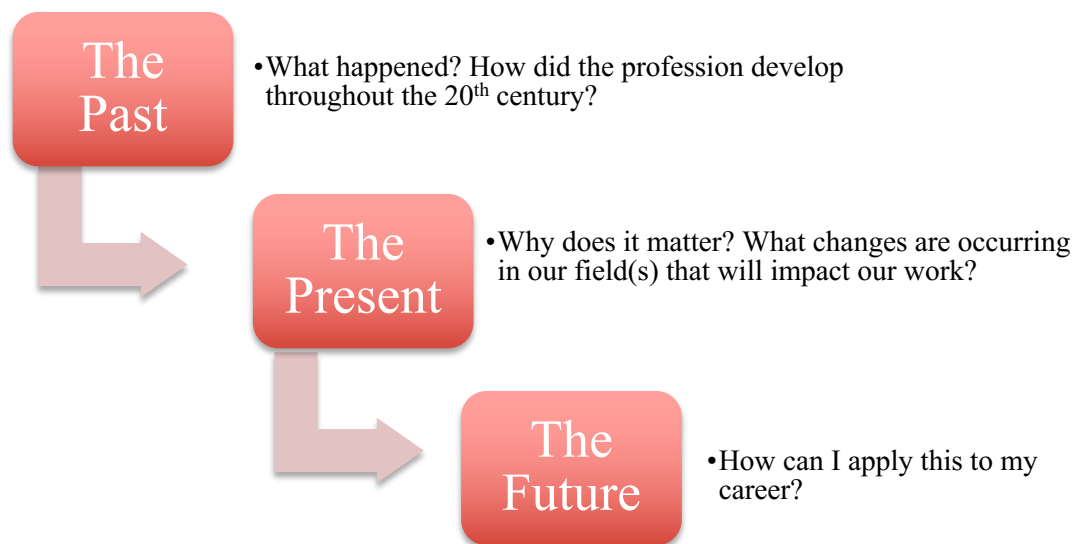 The
Past
•What happened? How did the profession develop
throughout the 20th century?
The
Present
•Why does it matter? What changes are occurring
in our field(s) that will impact our work?
The
Future
•How can I apply this to my
career?